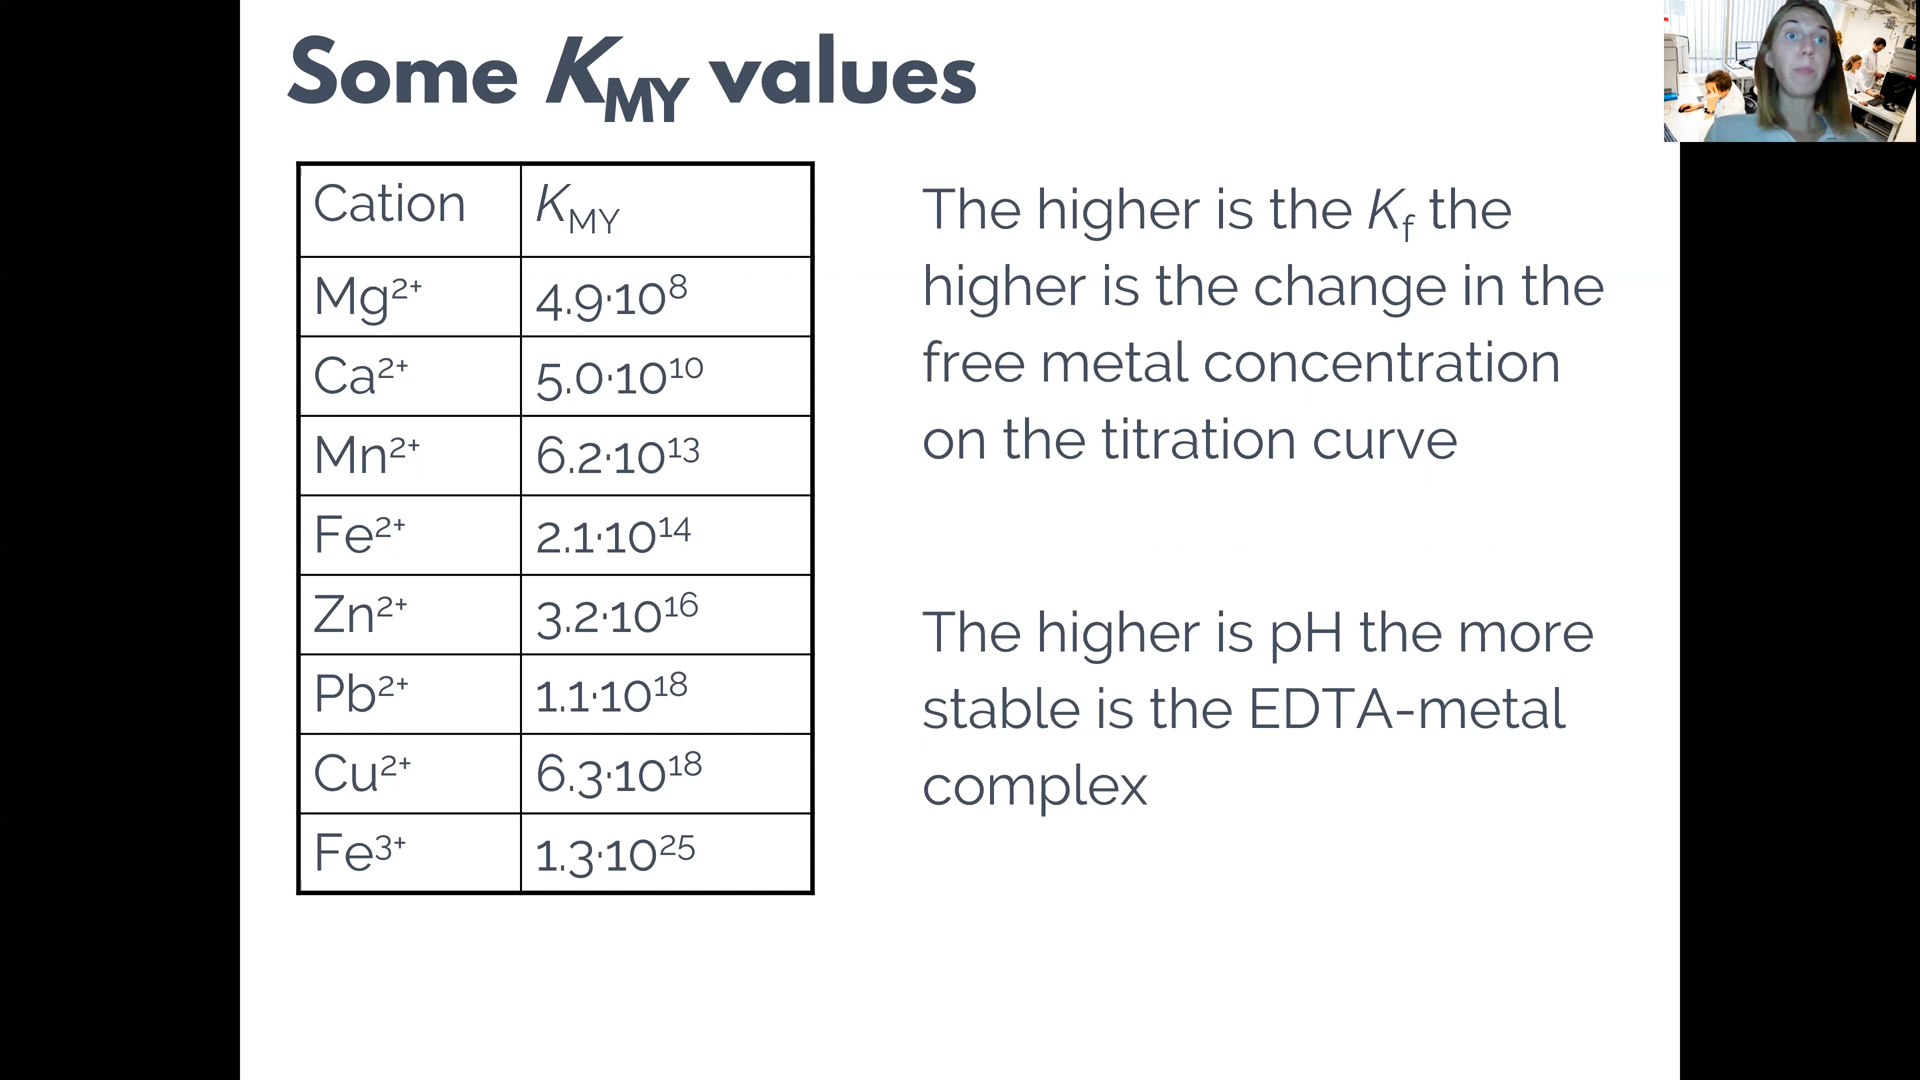 Some K_MY values
Cation K_MY
Mg²⁺ 4.9·10⁸
Ca²⁺ 5.0·10¹⁰
Mn²⁺ 6.2·10¹³
Fe²⁺ 2.1·10¹⁴
Zn²⁺ 3.2·10¹⁶
Pb²⁺ 1.1·10¹⁸
Cu²⁺ 6.3·10¹⁸
Fe³⁺ 1.3·10²⁵
The higher is the K_f the
higher is the change in the
free metal concentration
on the titration curve
The higher is pH the more
stable is the EDTA-metal
complex